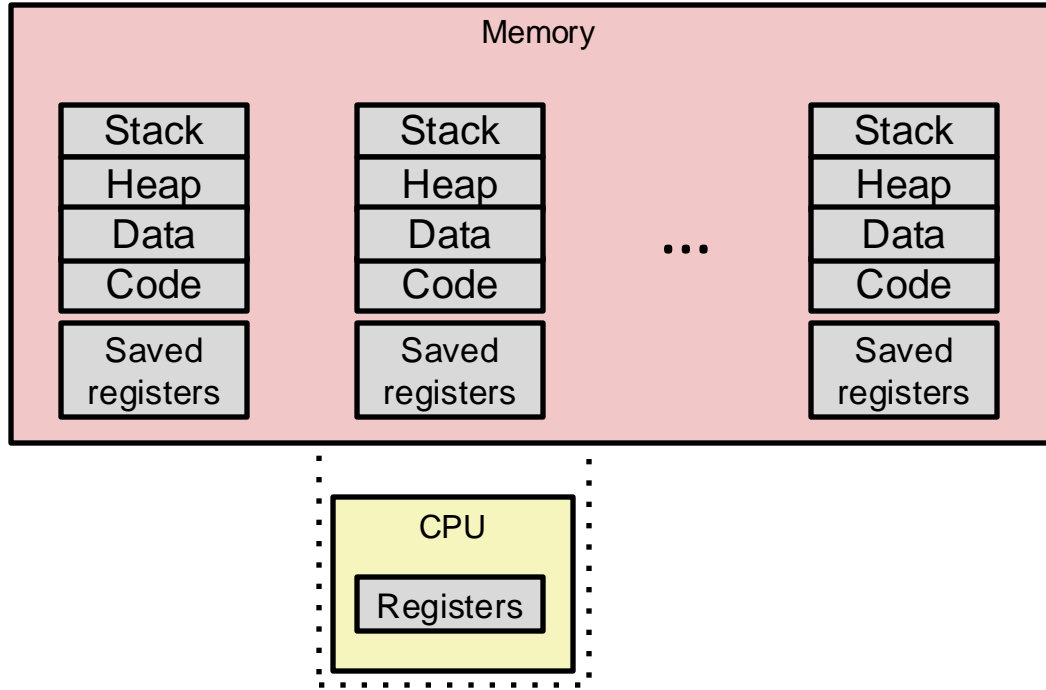 Memory
Stack
Heap
Data
Code
Saved
registers
Stack
Heap
Data
Code
Saved
registers
...
Stack
Heap
Data
Code
Saved
registers
CPU
Registers